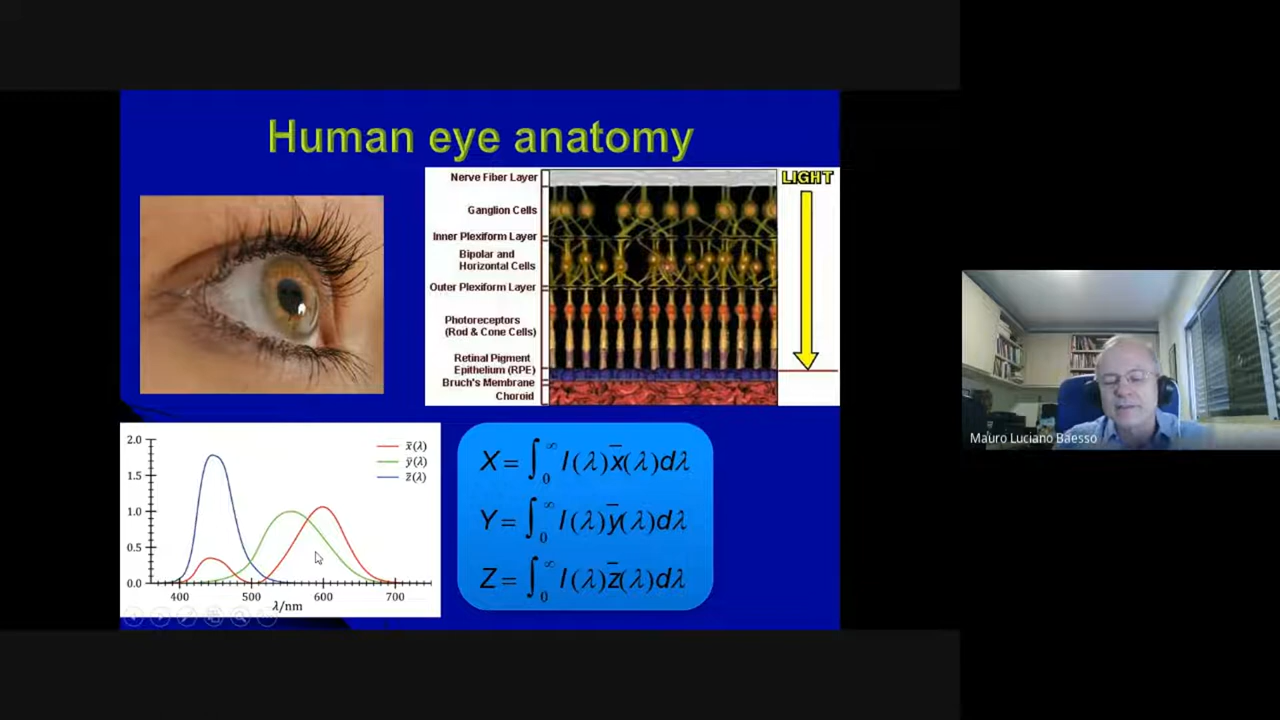 Human eye anatomy
Nerve Fiber Layer
Ganglion Cells
Inner Plexiform Layer
Bipolar and
Horizontal Cells
Outer Plexiform Layer
Photoreceptors
(Rod & Cone Cells)
Retinal Pigment
Epithelium (RPE)
Bruch's Membrane
Choroid
LIGHT
2.0
1.5
1.0
0.5
0.0
400
500
600
700
λ/nm
x̅(λ)
y̅(λ)
z̅(λ)
X = ∫₀^∞ I(λ)x̅(λ)dλ
Y = ∫₀^∞ I(λ)y̅(λ)dλ
Z = ∫₀^∞ I(λ)z̅(λ)dλ
Mauro Luciano Baesso